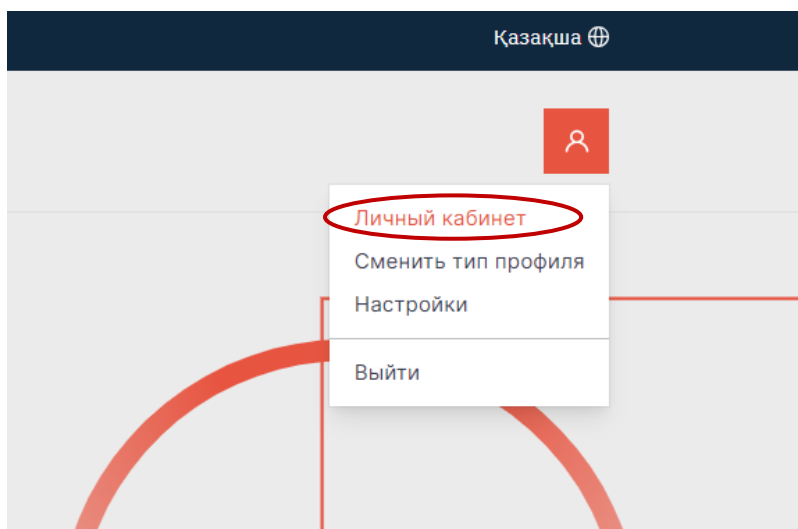 Қазақша
Личный кабинет
Сменить тип профиля
Настройки
Выйти